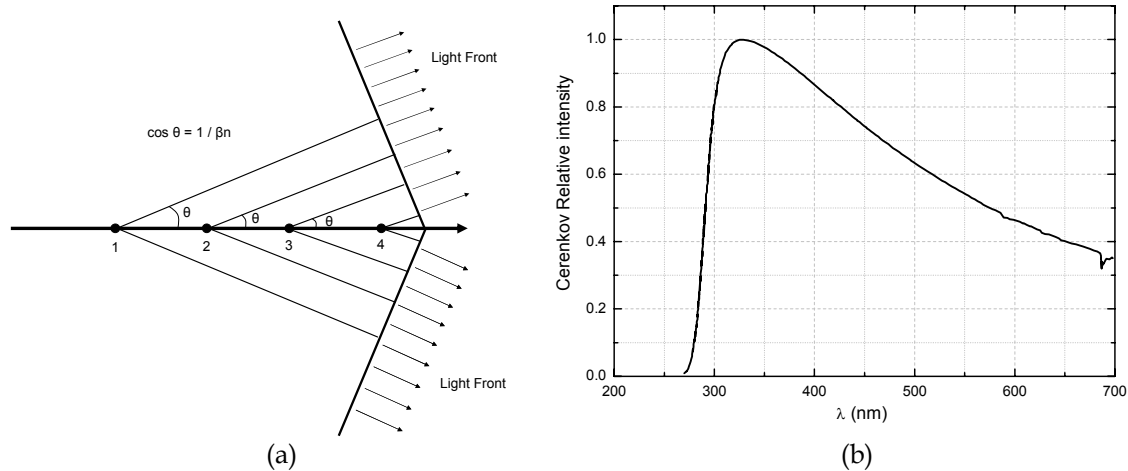 Light Front
cos θ = 1 / βn
θ
θ
θ
1
2
3
4
Light Front
(a)
Cerenkov Relative intensity
1.0
0.8
0.6
0.4
0.2
0.0
200
300
400
500
600
700
λ (nm)
(b)